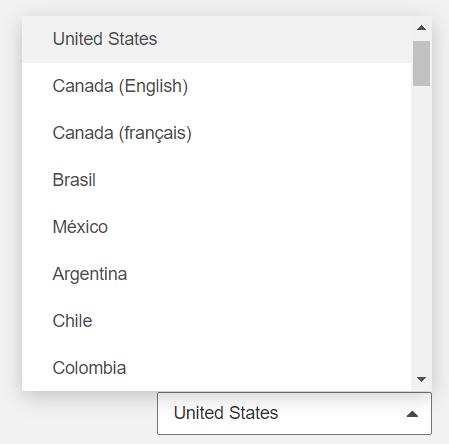 United States
Canada (English)
Canada (français)
Brasil
México
Argentina
Chile
Colombia
United States